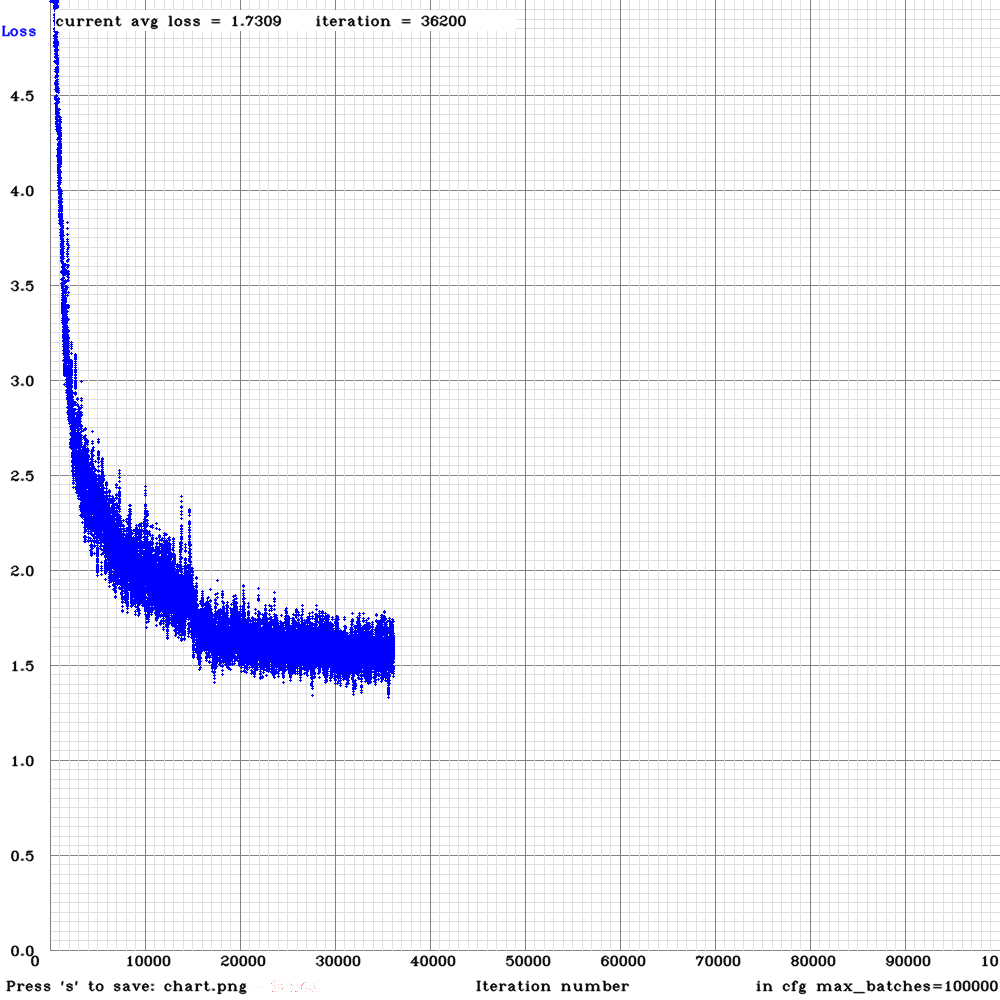 current avg loss = 1.7309 iteration = 36200
Loss
4.5
4.0
3.5
3.0
2.5
2.0
1.5
1.0
0.5
0.0
0 10000 20000 30000 40000 50000 60000 70000 80000 90000 10
Press 's' to save: chart.png Iteration number in cfg max_batches=100000